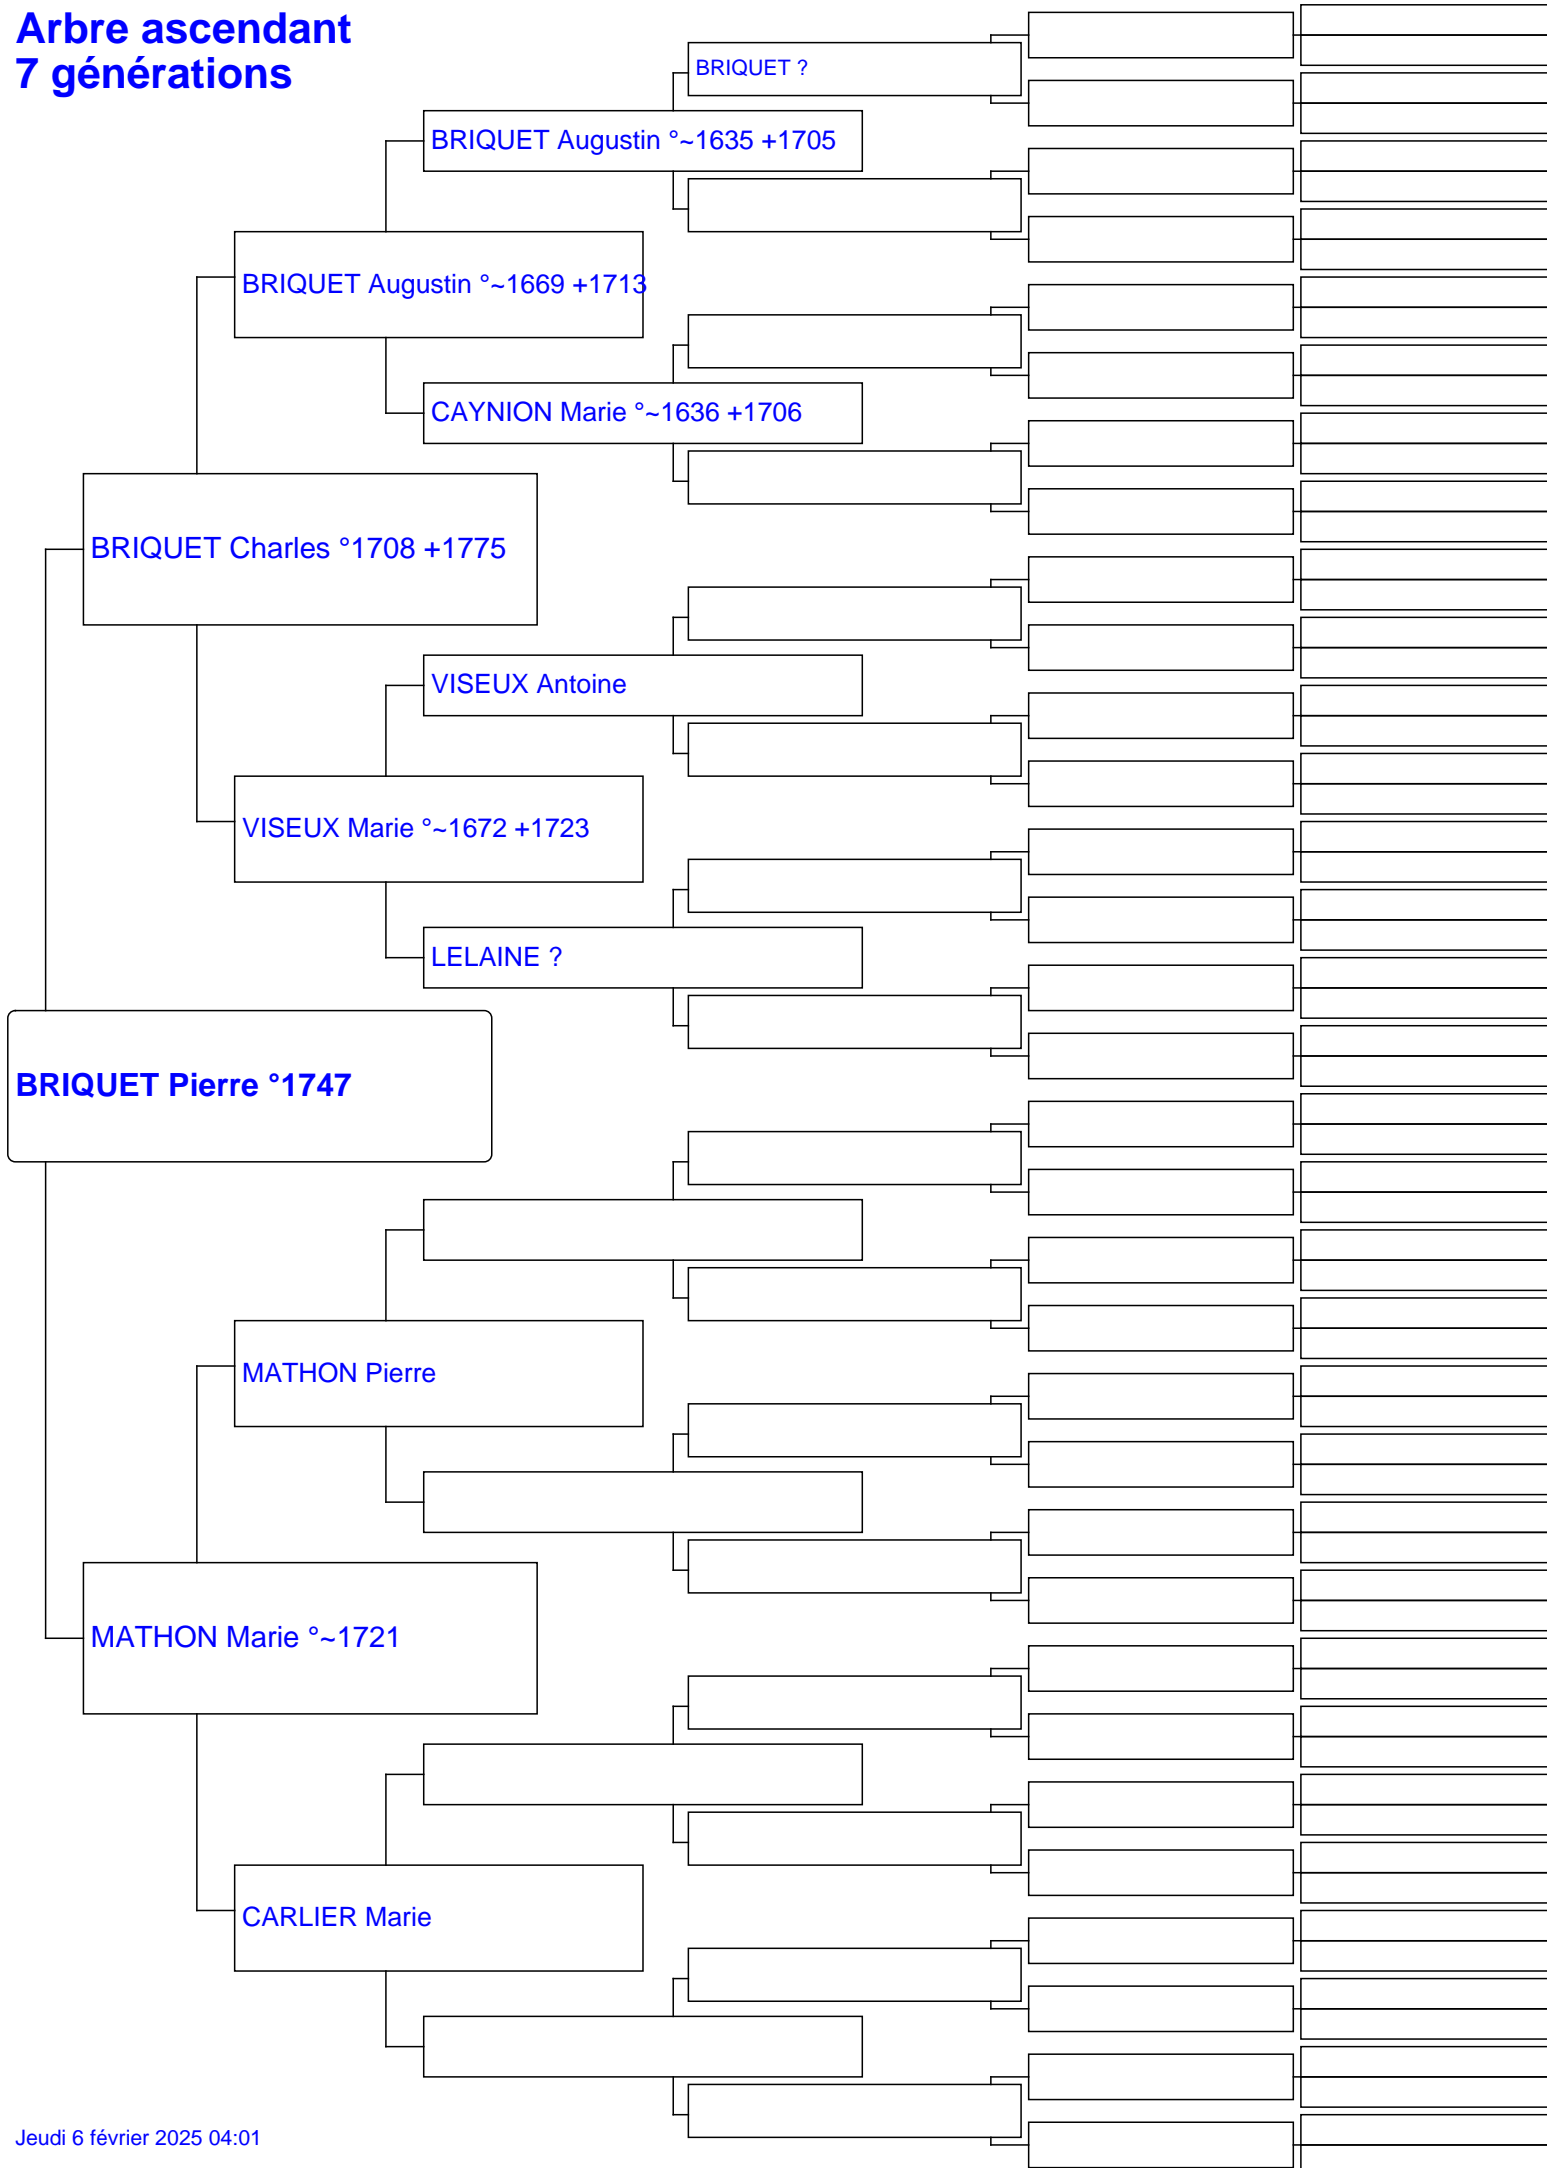 Arbre ascendant
7 générations
BRIQUET ?
BRIQUET Augustin °~1635 +1705
BRIQUET Augustin °~1669 +1713
CAYNION Marie °~1636 +1706
BRIQUET Charles °1708 +1775
VISEUX Antoine
VISEUX Marie °~1672 +1723
LELAINE ?
BRIQUET Pierre °1747
MATHON Pierre
MATHON Marie °~1721
CARLIER Marie
Jeudi 6 février 2025 04:01